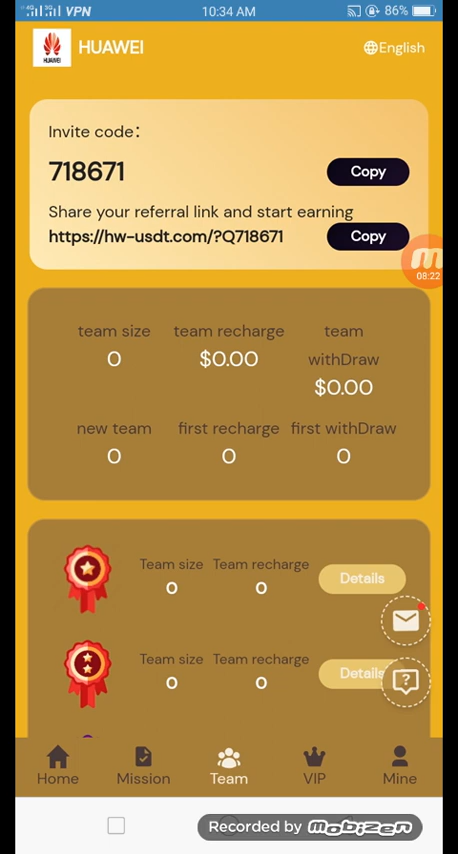 4G 3G VPN 10:34 AM 86%
HUAWEI HUAWEI English
Invite code:
718671 Copy
Share your referral link and start earning
https://hw-usdt.com/?Q718671 Copy
08:22
team size team recharge team
withDraw
0 $0.00
$0.00
new team first recharge first withDraw
0 0 0
Team size Team recharge
0 0 Details
Team size Team recharge
0 0 Details
?
Home Mission Team VIP Mine
Recorded by mobizen